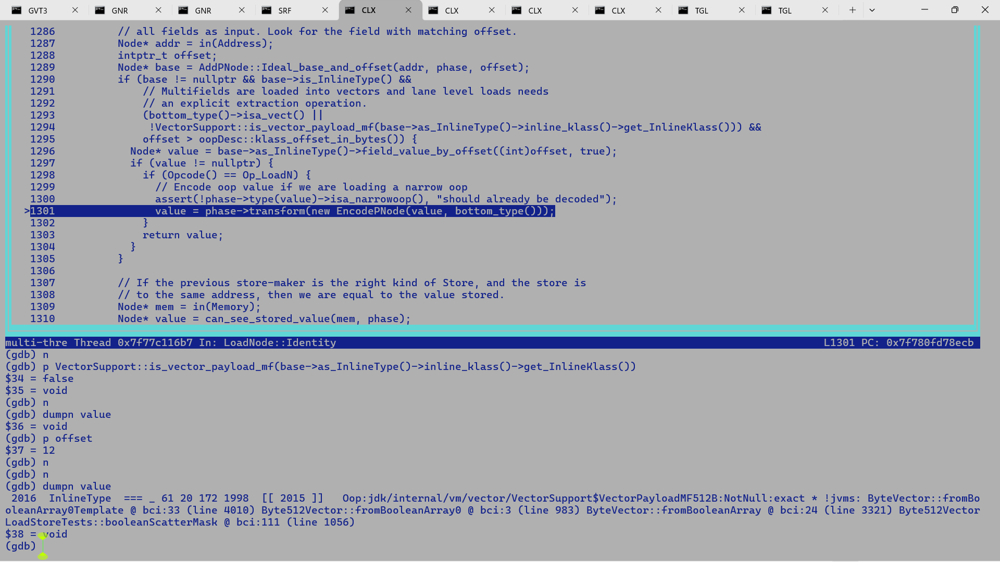 GVT3 GNR GNR SRF CLX CLX CLX CLX TGL TGL
1286 // all fields as input. Look for the field with matching offset.
1287 Node* addr = in(Address);
1288 intptr_t offset;
1289 Node* base = AddPNode::Ideal_base_and_offset(addr, phase, offset);
1290 if (base != nullptr && base->is_InlineType() &&
1291 // Multifields are loaded into vectors and lane level loads needs
1292 // an explicit extraction operation.
1293 (bottom_type()->isa_vect() ||
1294 !VectorSupport::is_vector_payload_mf(base->as_InlineType()->inline_klass()->get_InlineKlass())) &&
1295 offset > oopDesc::klass_offset_in_bytes()) {
1296 Node* value = base->as_InlineType()->field_value_by_offset((int)offset, true);
1297 if (value != nullptr) {
1298 if (Opcode() == Op_LoadN) {
1299 // Encode oop value if we are loading a narrow oop
1300 assert(!phase->type(value)->isa_narrowoop(), "should already be decoded");
>1301 value = phase->transform(new EncodePNode(value, bottom_type()));
1302 }
1303 return value;
1304 }
1305 }
1306
1307 // If the previous store-maker is the right kind of Store, and the store is
1308 // to the same address, then we are equal to the value stored.
1309 Node* mem = in(Memory);
1310 Node* value = can_see_stored_value(mem, phase);
multi-thre Thread 0x7f77c116b7 In: LoadNode::Identity L1301 PC: 0x7f780fd78ecb
(gdb) n
(gdb) p VectorSupport::is_vector_payload_mf(base->as_InlineType()->inline_klass()->get_InlineKlass())
$34 = false
$35 = void
(gdb) n
(gdb) dumpn value
$36 = void
(gdb) p offset
$37 = 12
(gdb) n
(gdb) n
(gdb) dumpn value
2016 InlineType === _ 61 20 172 1998 [[ 2015 ]] Oop:jdk/internal/vm/vector/VectorSupport$VectorPayloadMF512B:NotNull:exact * !jvms: ByteVector::fromBo
oleanArray0Template @ bci:33 (line 4010) Byte512Vector::fromBooleanArray0 @ bci:3 (line 983) ByteVector::fromBooleanArray @ bci:24 (line 3321) Byte512Vector
LoadStoreTests::booleanScatterMask @ bci:111 (line 1056)
$38 = void
(gdb)